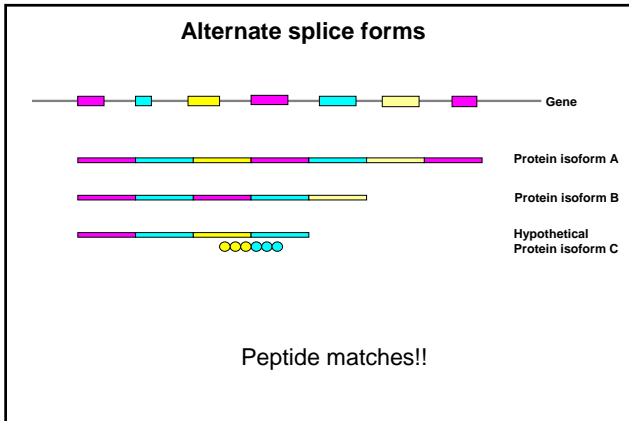 Alternate splice forms
Gene
Protein isoform A
Protein isoform B
Hypothetical
Protein isoform C
Peptide matches!!